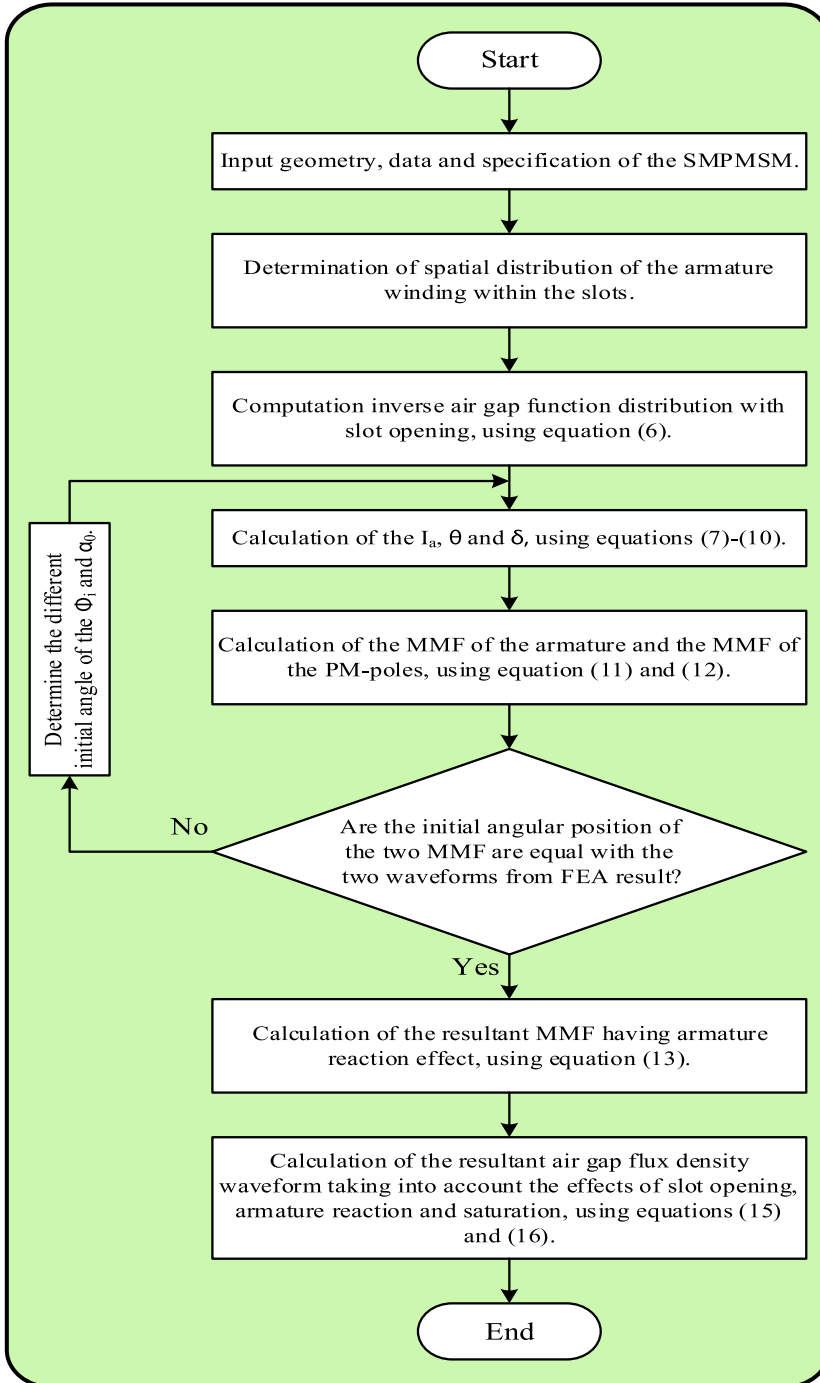 Start
Input geometry, data and specification of the SMPMSM.
Determination of spatial distribution of the armature
winding within the slots.
Computation inverse air gap function distribution with
slot opening, using equation (6).
Calculation of the Iₐ, θ and δ, using equations (7)-(10).
Determine the different
initial angle of the Φᵢ and α₀.
Calculation of the MMF of the armature and the MMF of
the PM-poles, using equation (11) and (12).
No
Are the initial angular position of
the two MMF are equal with the
two waveforms from FEA result?
Yes
Calculation of the resultant MMF having armature
reaction effect, using equation (13).
Calculation of the resultant air gap flux density
waveform taking into account the effects of slot opening,
armature reaction and saturation, using equations (15)
and (16).
End